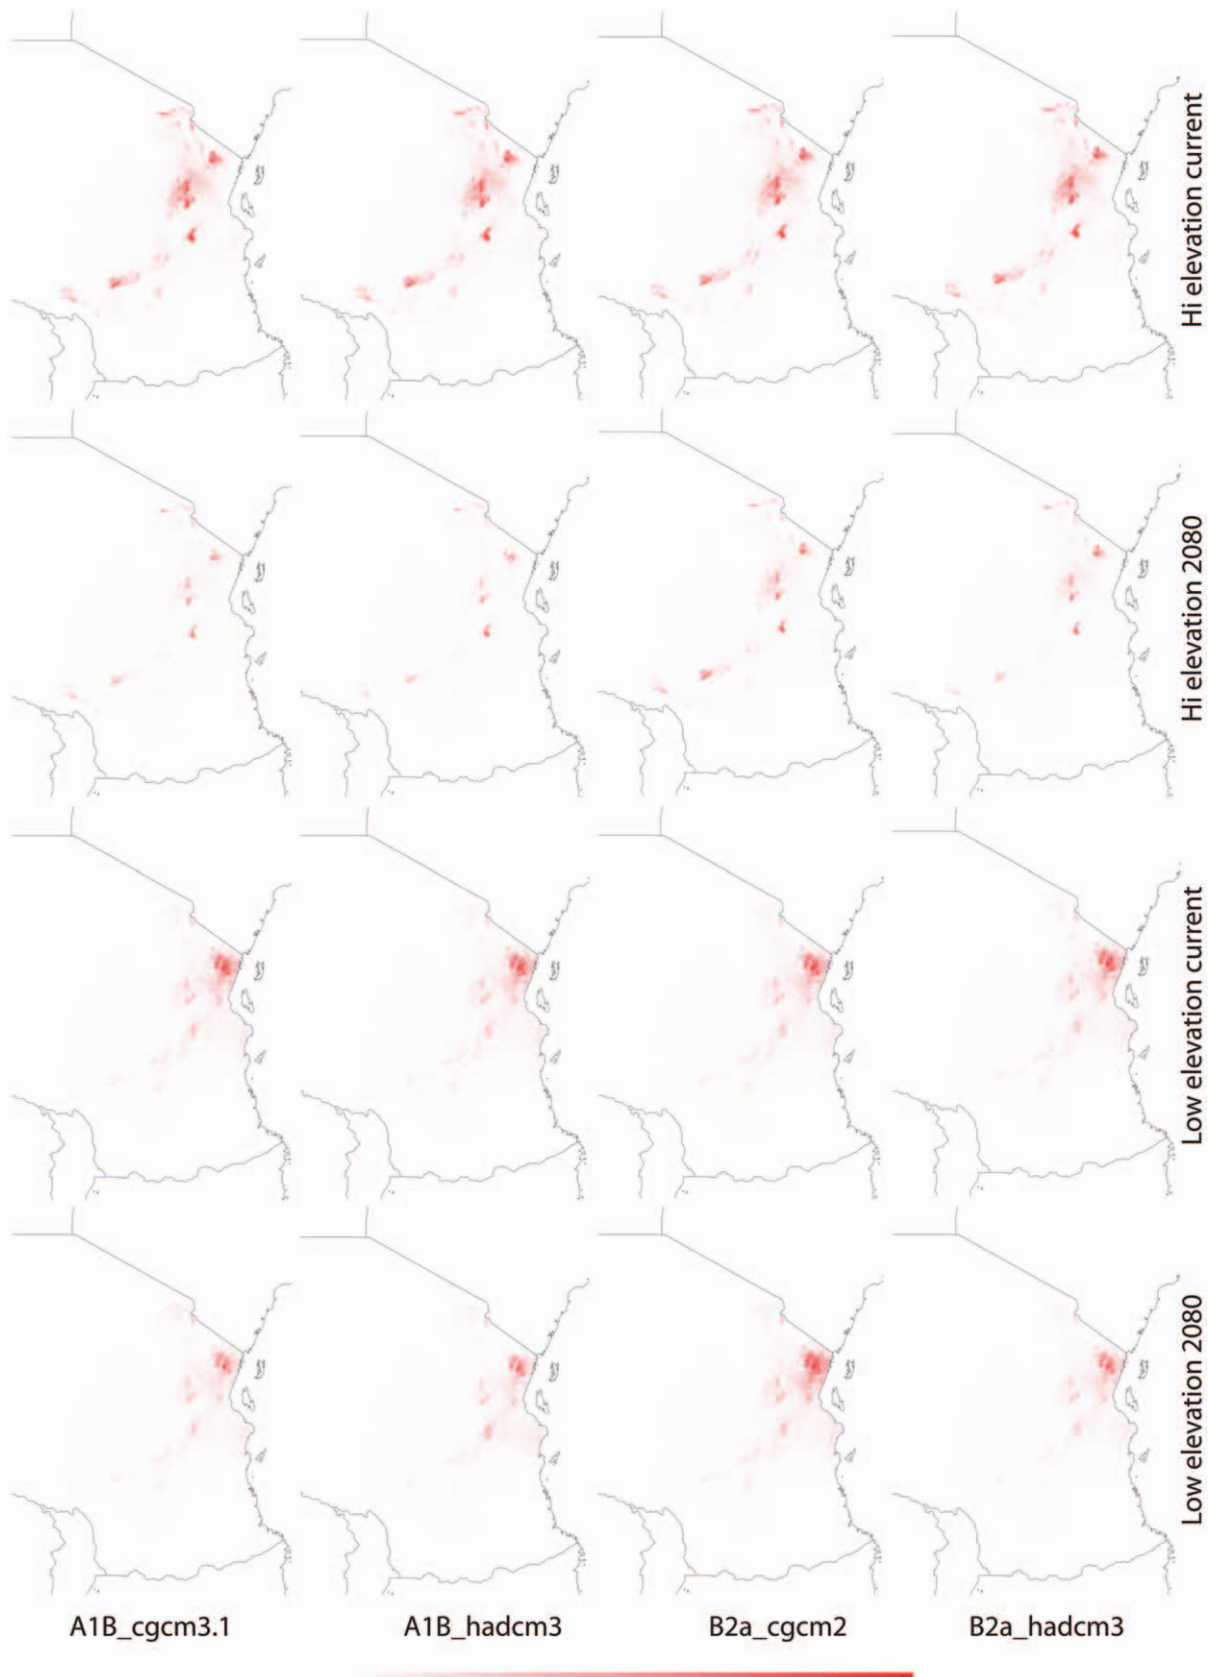 Hi elevation current
Hi elevation 2080
Low elevation current
Low elevation 2080
A1B_cgcm3.1
A1B_hadcm3
B2a_cgcm2
B2a_hadcm3